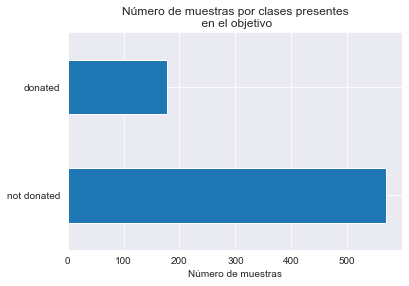 Número de muestras por clases presentes
en el objetivo
donated
not donated
0 100 200 300 400 500
Número de muestras